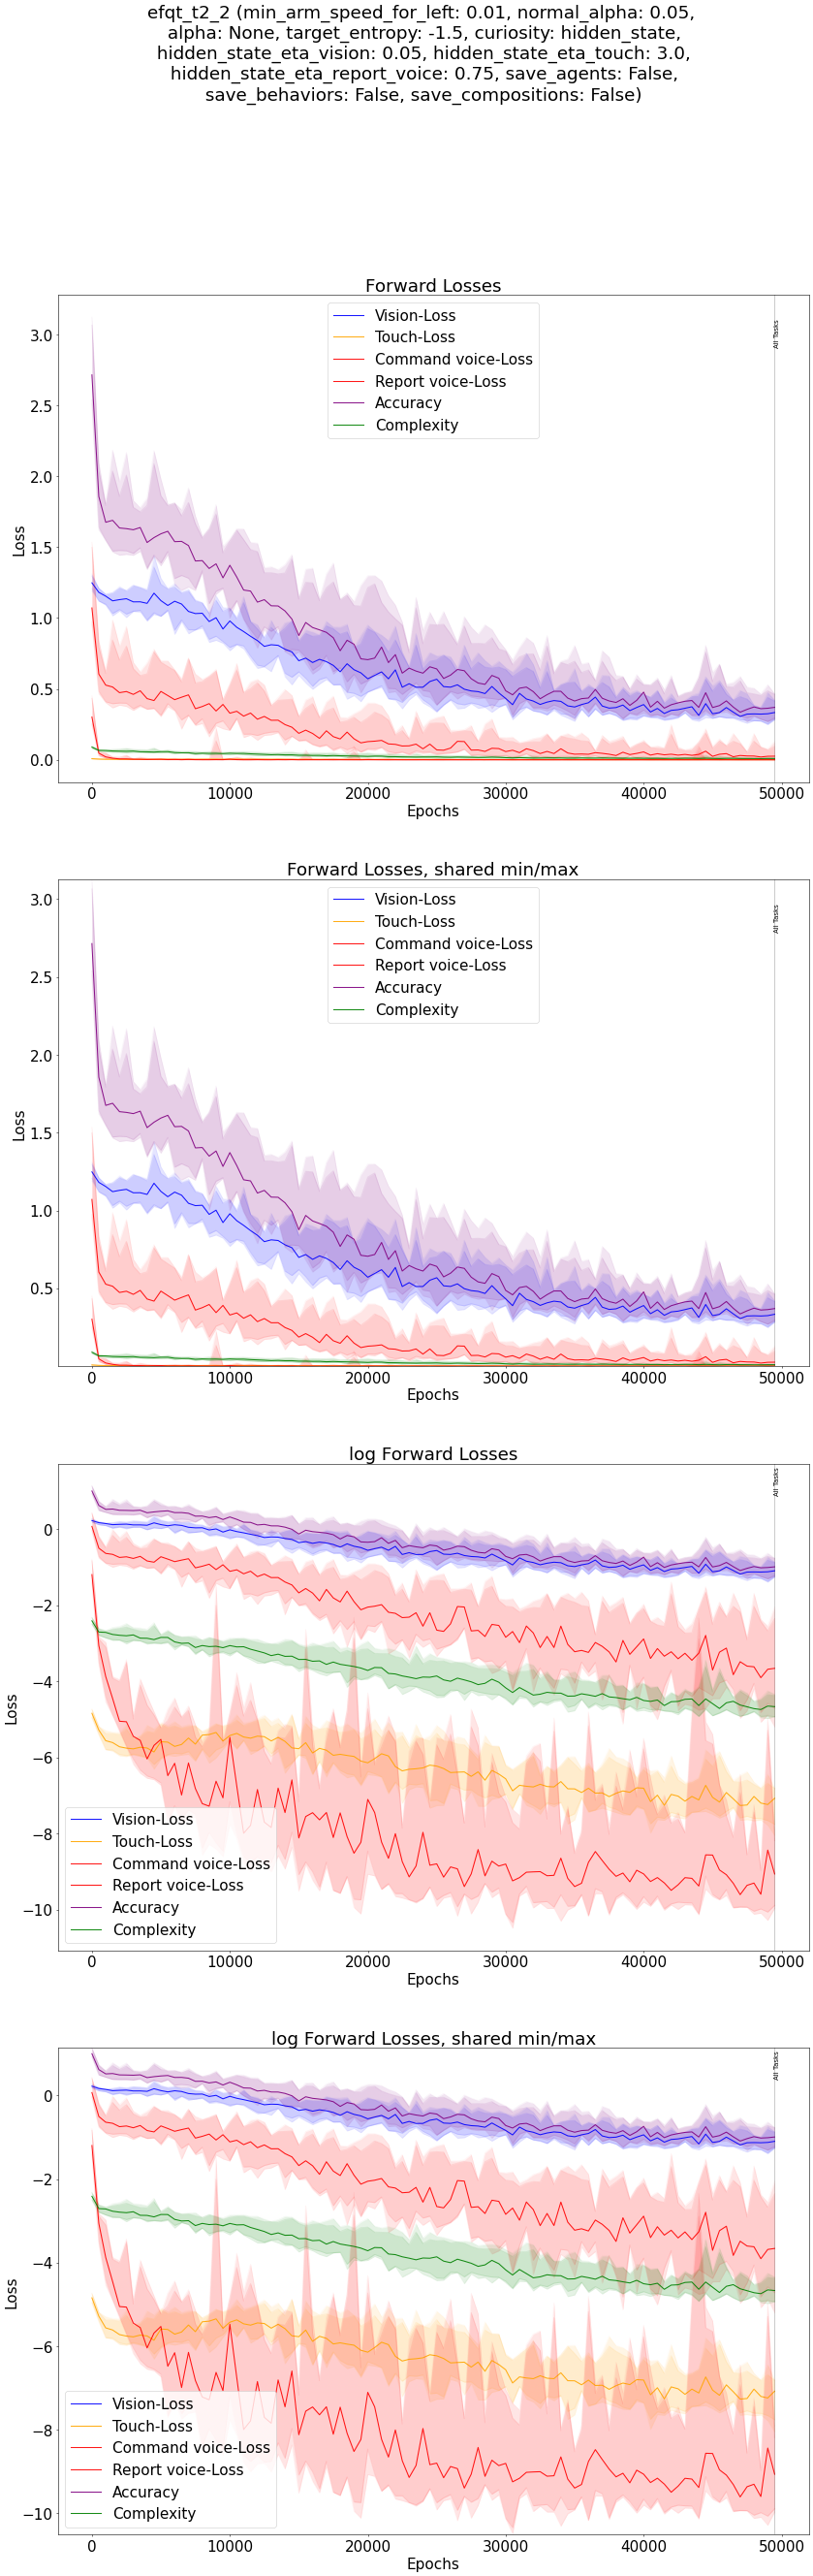 efqt_t2_2 (min_arm_speed_for_left: 0.01, normal_alpha: 0.05,
alpha: None, target_entropy: -1.5, curiosity: hidden_state,
hidden_state_eta_vision: 0.05, hidden_state_eta_touch: 3.0,
hidden_state_eta_report_voice: 0.75, save_agents: False,
save_behaviors: False, save_compositions: False)
Forward Losses
Vision-Loss
Touch-Loss
Command voice-Loss
Report voice-Loss
Accuracy
Complexity
All Tasks
3.0
2.5
2.0
1.5
1.0
0.5
0.0
Loss
0 10000 20000 30000 40000 50000
Epochs
Forward Losses, shared min/max
Vision-Loss
Touch-Loss
Command voice-Loss
Report voice-Loss
Accuracy
Complexity
All Tasks
3.0
2.5
2.0
1.5
1.0
0.5
Loss
0 10000 20000 30000 40000 50000
Epochs
log Forward Losses
All Tasks
0
−2
−4
−6
−8
−10
Loss
Vision-Loss
Touch-Loss
Command voice-Loss
Report voice-Loss
Accuracy
Complexity
0 10000 20000 30000 40000 50000
Epochs
log Forward Losses, shared min/max
All Tasks
0
−2
−4
−6
−8
−10
Loss
Vision-Loss
Touch-Loss
Command voice-Loss
Report voice-Loss
Accuracy
Complexity
0 10000 20000 30000 40000 50000
Epochs